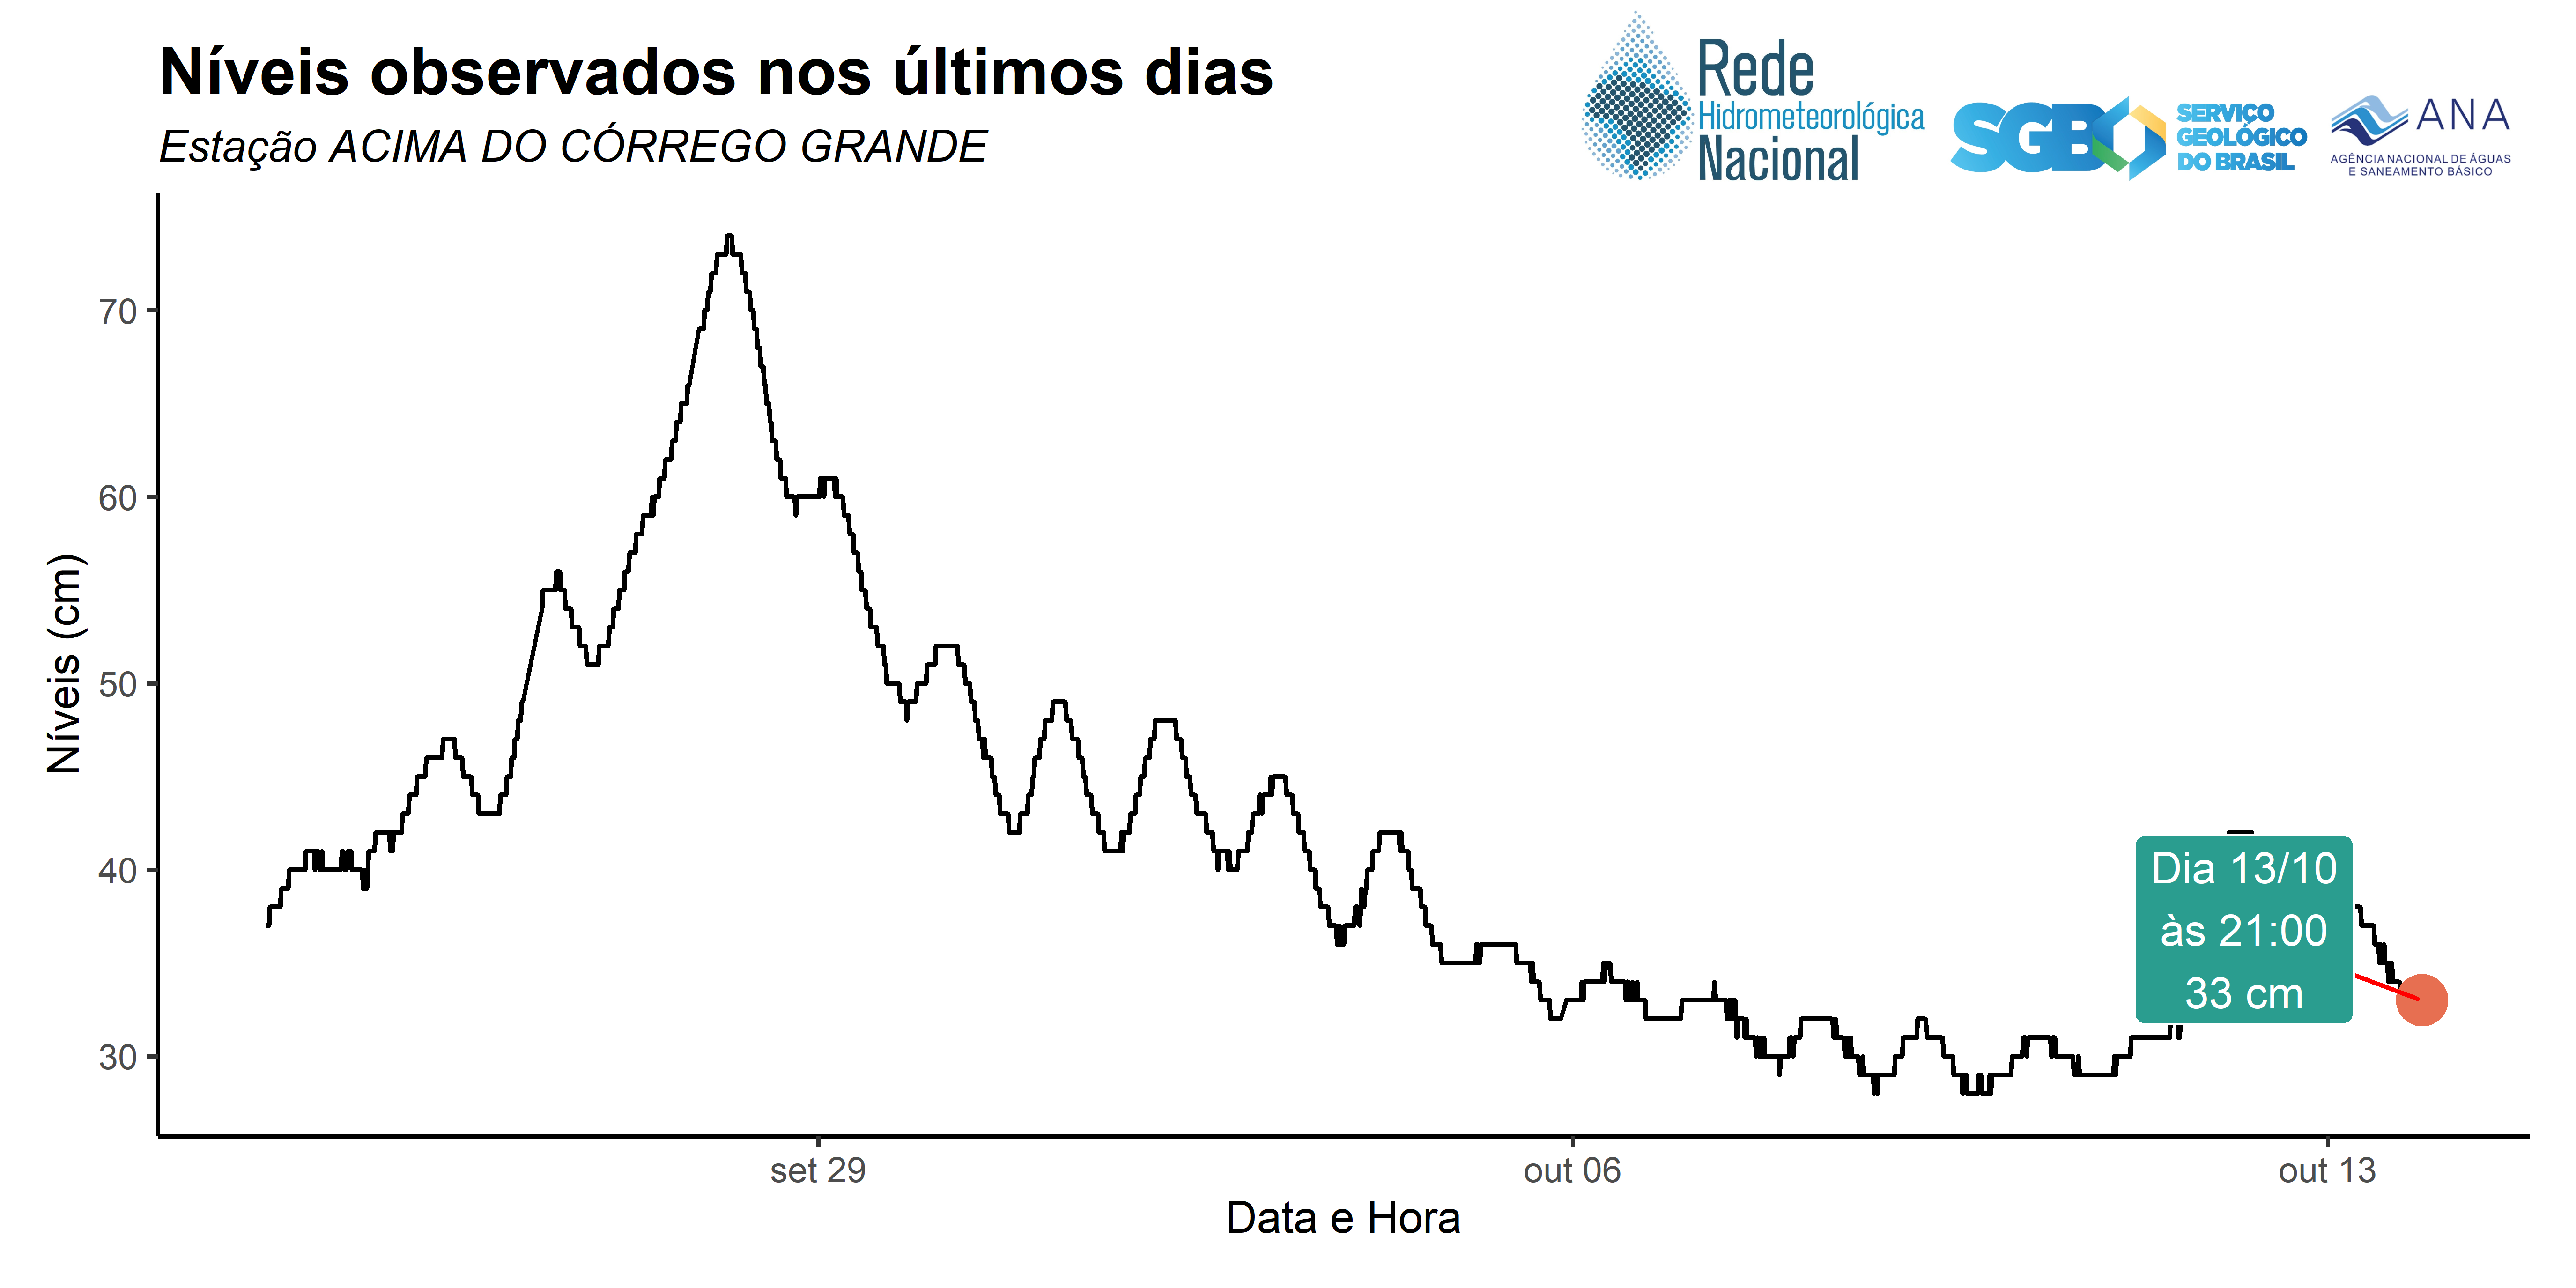 Níveis observados nos últimos dias
Estação ACIMA DO CÓRREGO GRANDE
Rede
Hidrometeorológica
Nacional
SGB
SERVIÇO
GEOLÓGICO
DO BRASIL
ANA
AGÊNCIA NACIONAL DE ÁGUAS
E SANEAMENTO BÁSICO
Níveis (cm)
70
60
50
40
30
Dia 13/10
às 21:00
33 cm
set 29
out 06
out 13
Data e Hora